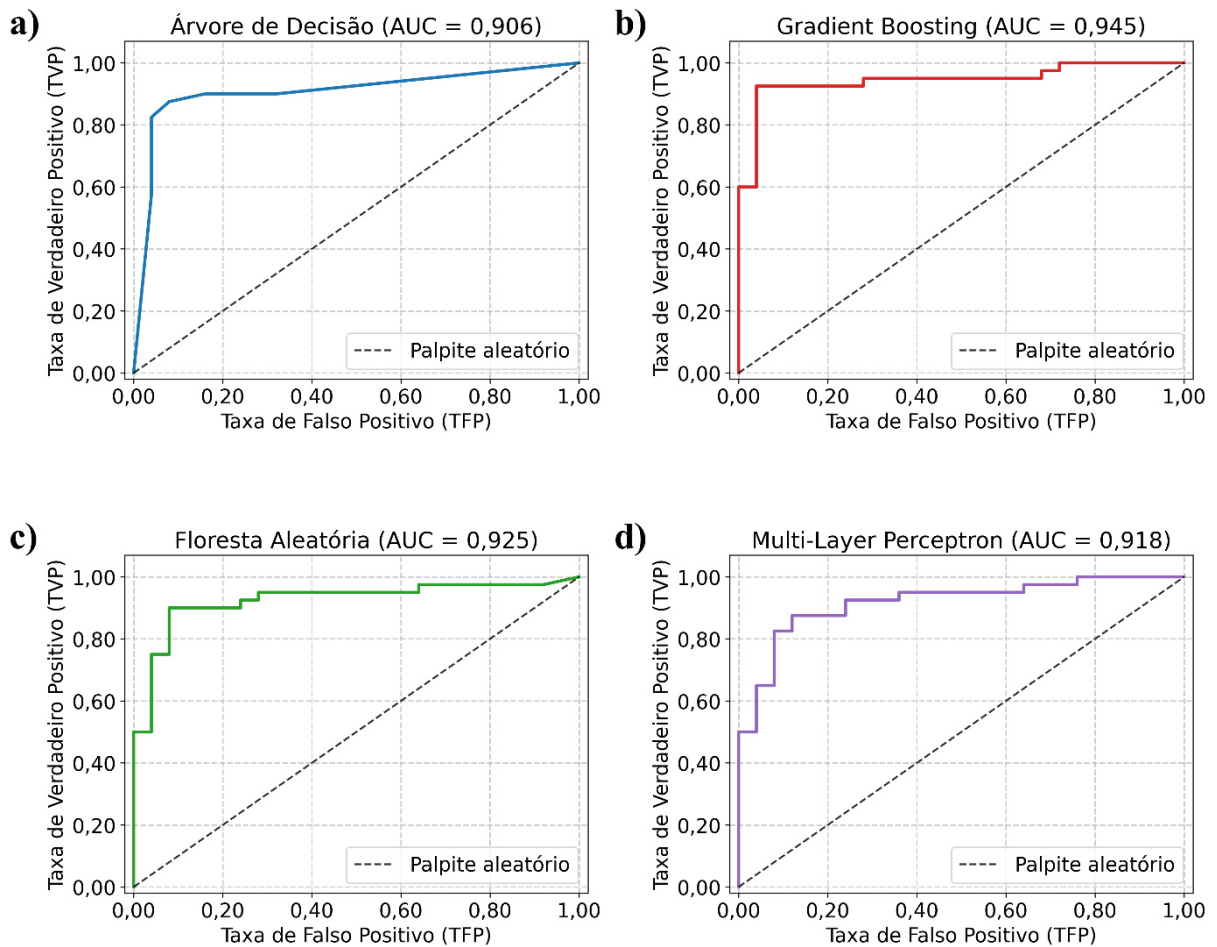 a)
Árvore de Decisão (AUC = 0,906)
Taxa de Verdadeiro Positivo (TVP)
1,00
0,80
0,60
0,40
0,20
0,00
Palpite aleatório
0,00 0,20 0,40 0,60 0,80 1,00
Taxa de Falso Positivo (TFP)
b)
Gradient Boosting (AUC = 0,945)
Taxa de Verdadeiro Positivo (TVP)
1,00
0,80
0,60
0,40
0,20
0,00
Palpite aleatório
0,00 0,20 0,40 0,60 0,80 1,00
Taxa de Falso Positivo (TFP)
c)
Floresta Aleatória (AUC = 0,925)
Taxa de Verdadeiro Positivo (TVP)
1,00
0,80
0,60
0,40
0,20
0,00
Palpite aleatório
0,00 0,20 0,40 0,60 0,80 1,00
Taxa de Falso Positivo (TFP)
d)
Multi-Layer Perceptron (AUC = 0,918)
Taxa de Verdadeiro Positivo (TVP)
1,00
0,80
0,60
0,40
0,20
0,00
Palpite aleatório
0,00 0,20 0,40 0,60 0,80 1,00
Taxa de Falso Positivo (TFP)